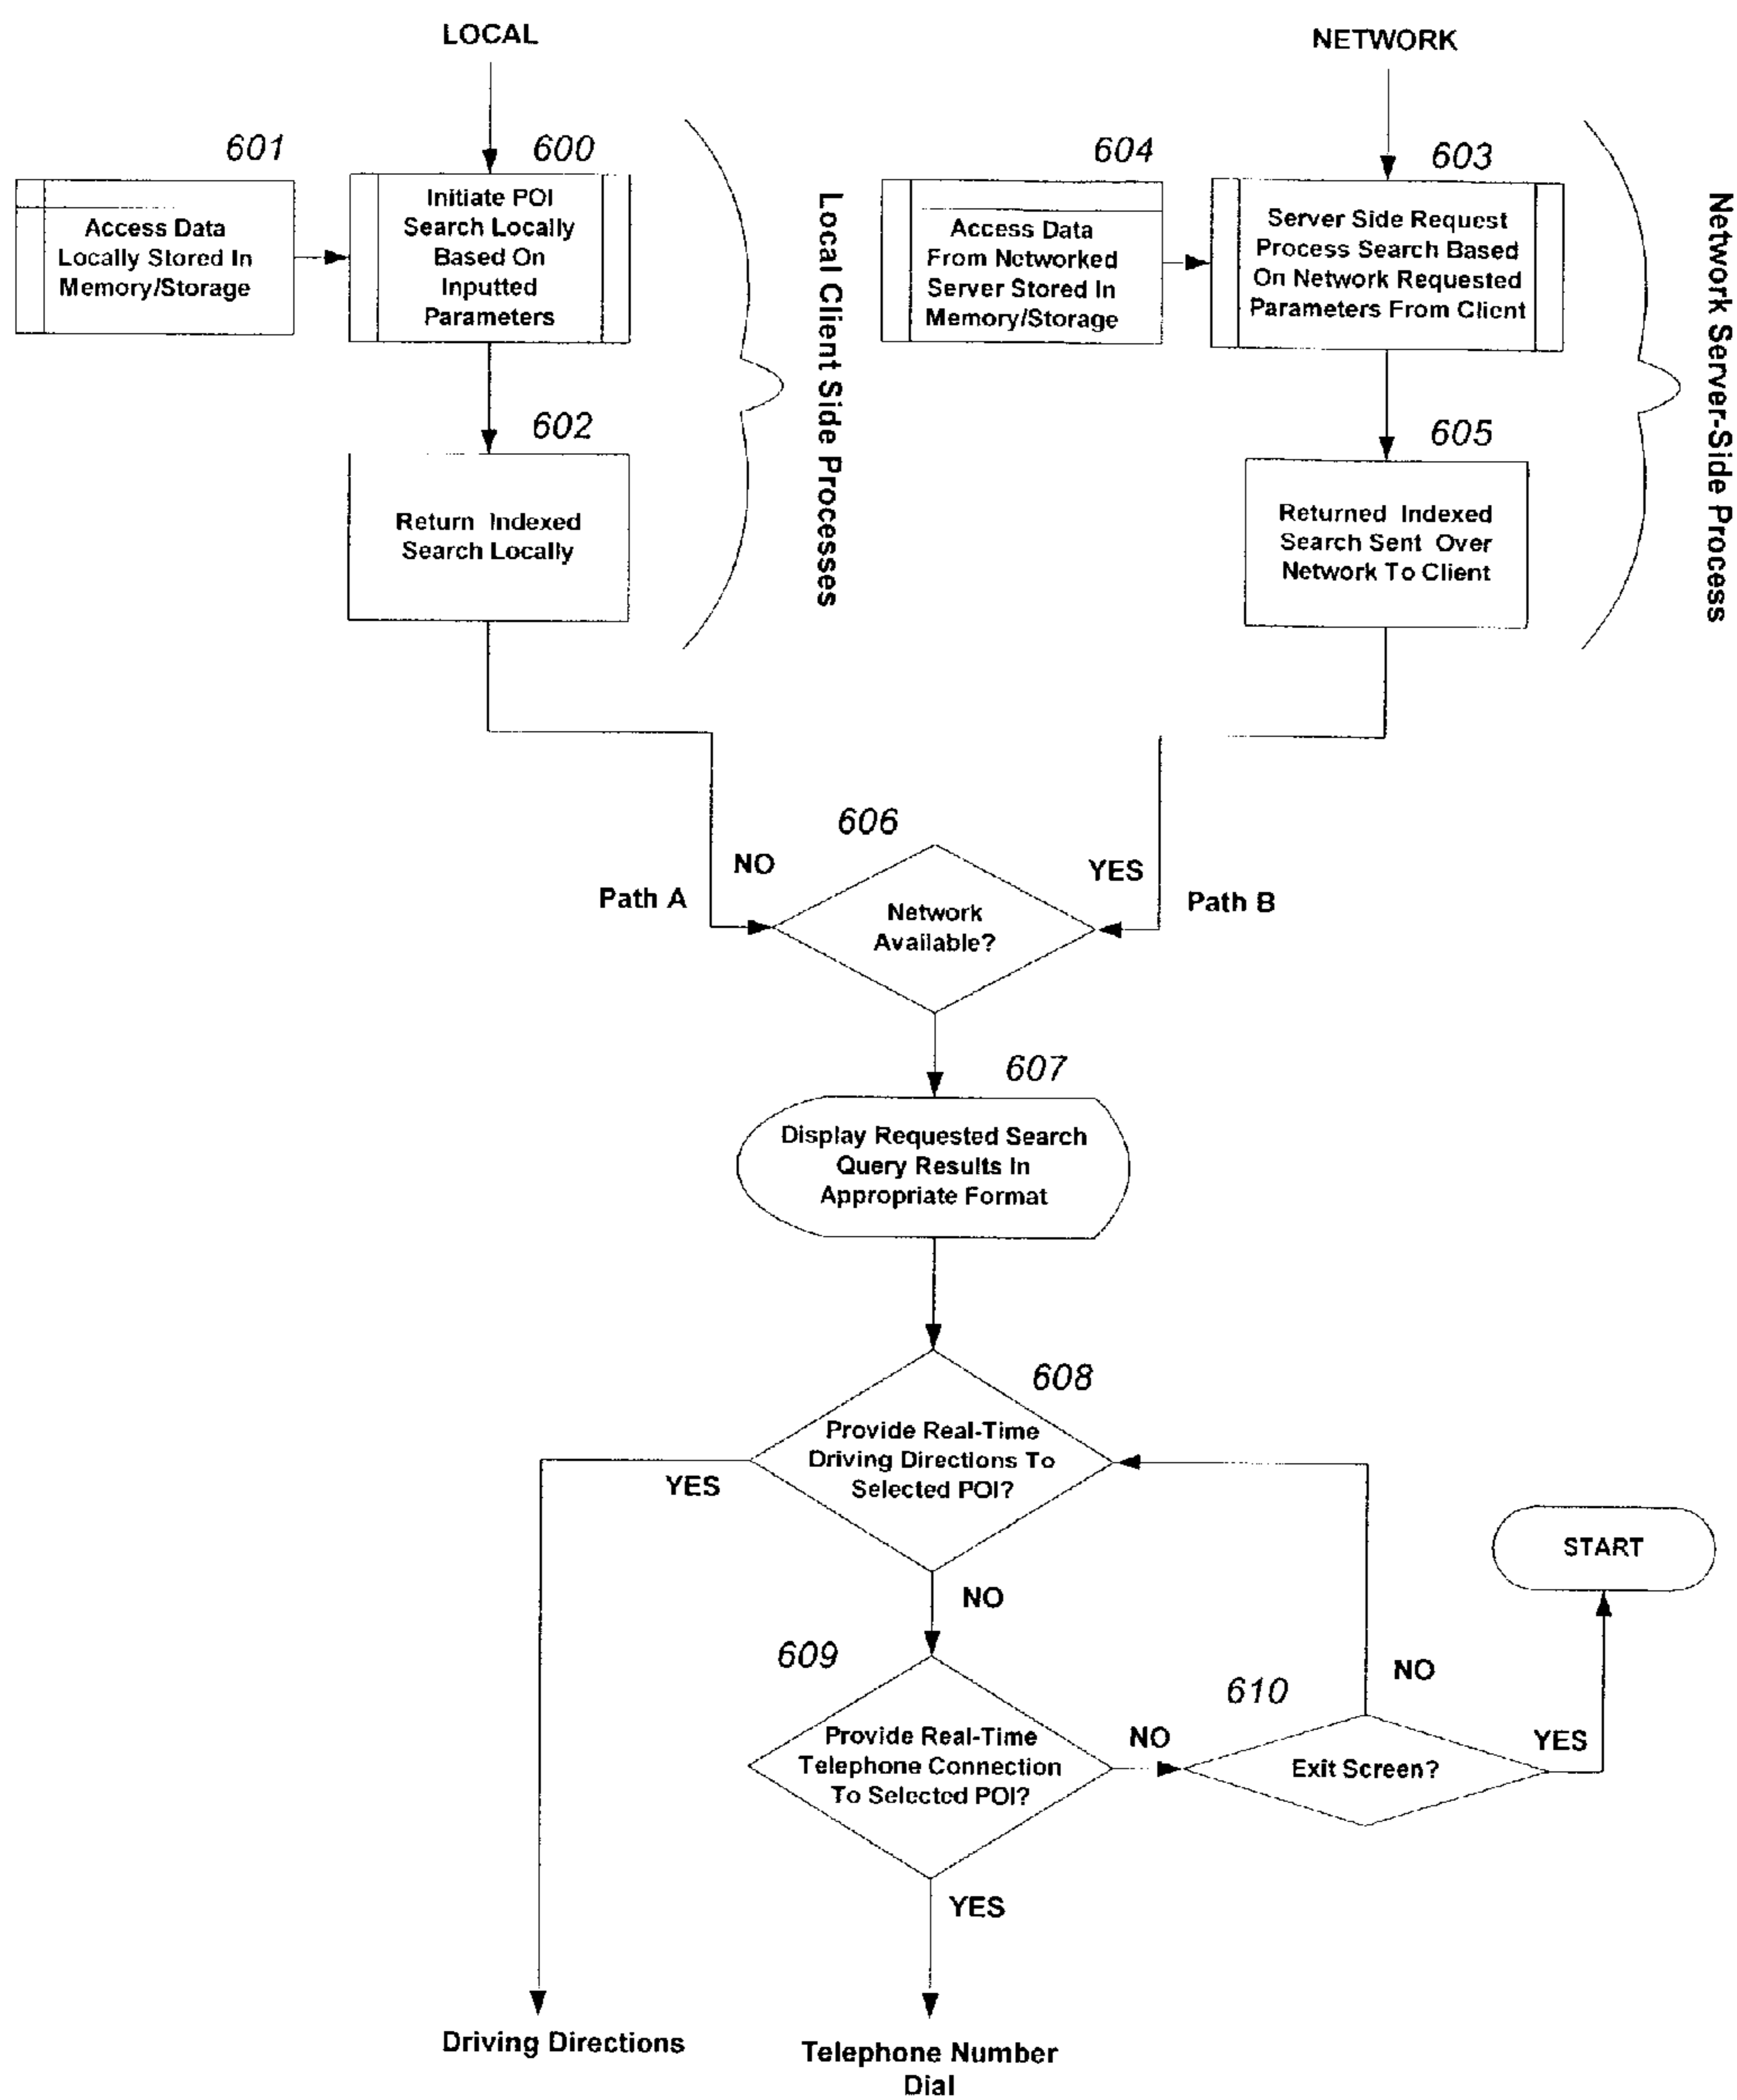 LOCAL
NETWORK
601
600
604
603
Access Data
Locally Stored In
Memory/Storage
Initiate POI
Search Locally
Based On
Inputted
Parameters
Local Client Side Processes
Access Data
From Networked
Server Stored In
Memory/Storage
Server Side Request
Process Search Based
On Network Requested
Parameters From Client
Network Server-Side Process
602
605
Return Indexed
Search Locally
Returned Indexed
Search Sent Over
Network To Client
606
NO
YES
Path A
Path B
Network
Available?
607
Display Requested Search
Query Results In
Appropriate Format
608
Provide Real-Time
Driving Directions To
Selected POI?
YES
NO
START
609
610
NO
Provide Real-Time
Telephone Connection
To Selected POI?
NO
Exit Screen?
YES
YES
Driving Directions
Telephone Number
Dial